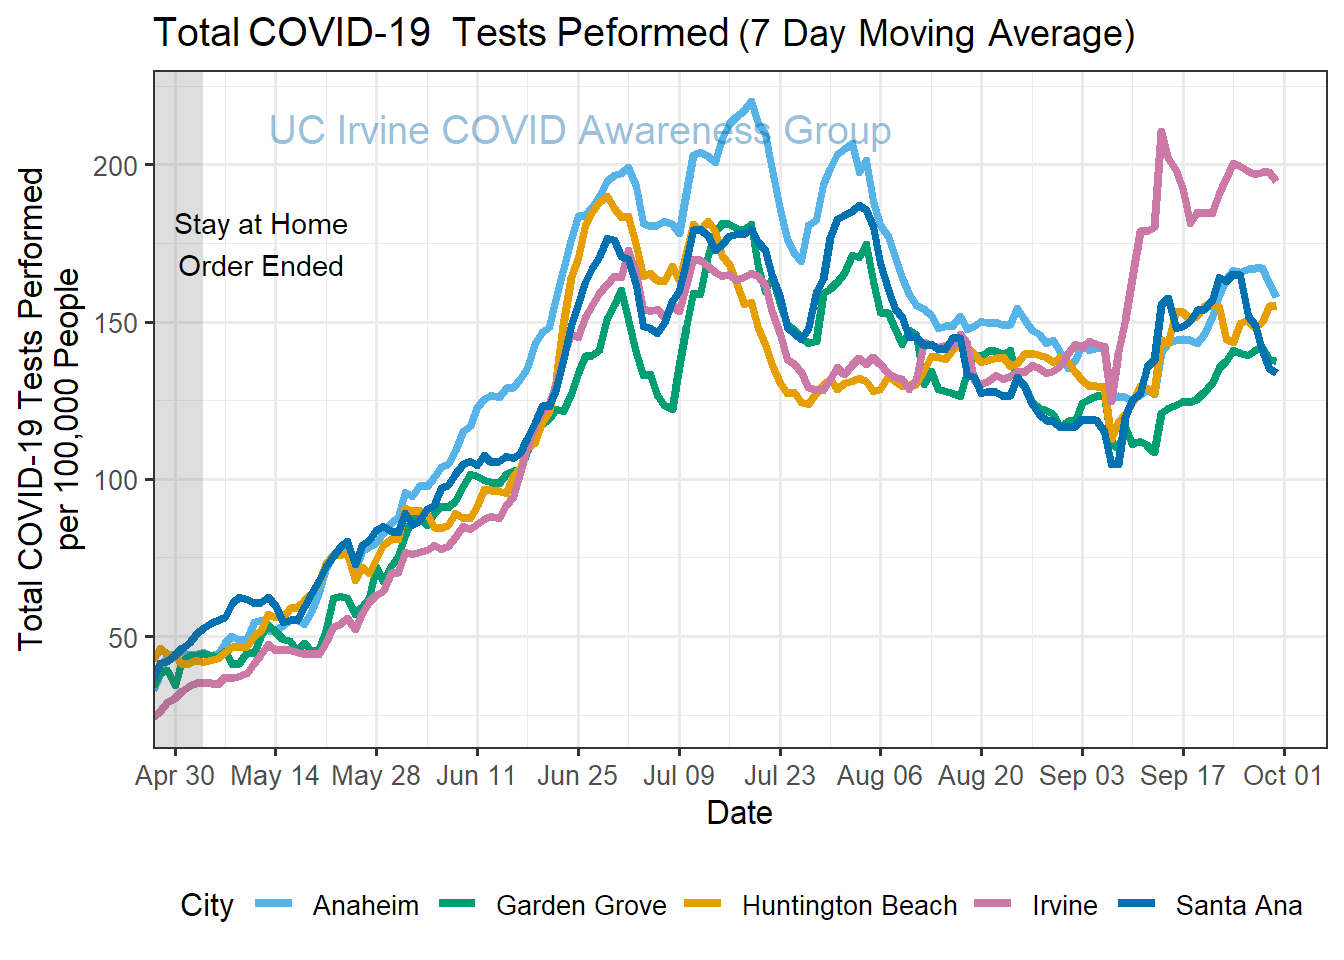 Total COVID-19  Tests Peformed (7 Day Moving Average)
UC Irvine COVID Awareness Group
Stay at Home
Order Ended
Total COVID-19 Tests Performed
per 100,000 People
200
150
100
50
Apr 30 May 14 May 28 Jun 11 Jun 25 Jul 09 Jul 23 Aug 06 Aug 20 Sep 03 Sep 17 Oct 01
Date
City Anaheim Garden Grove Huntington Beach Irvine Santa Ana